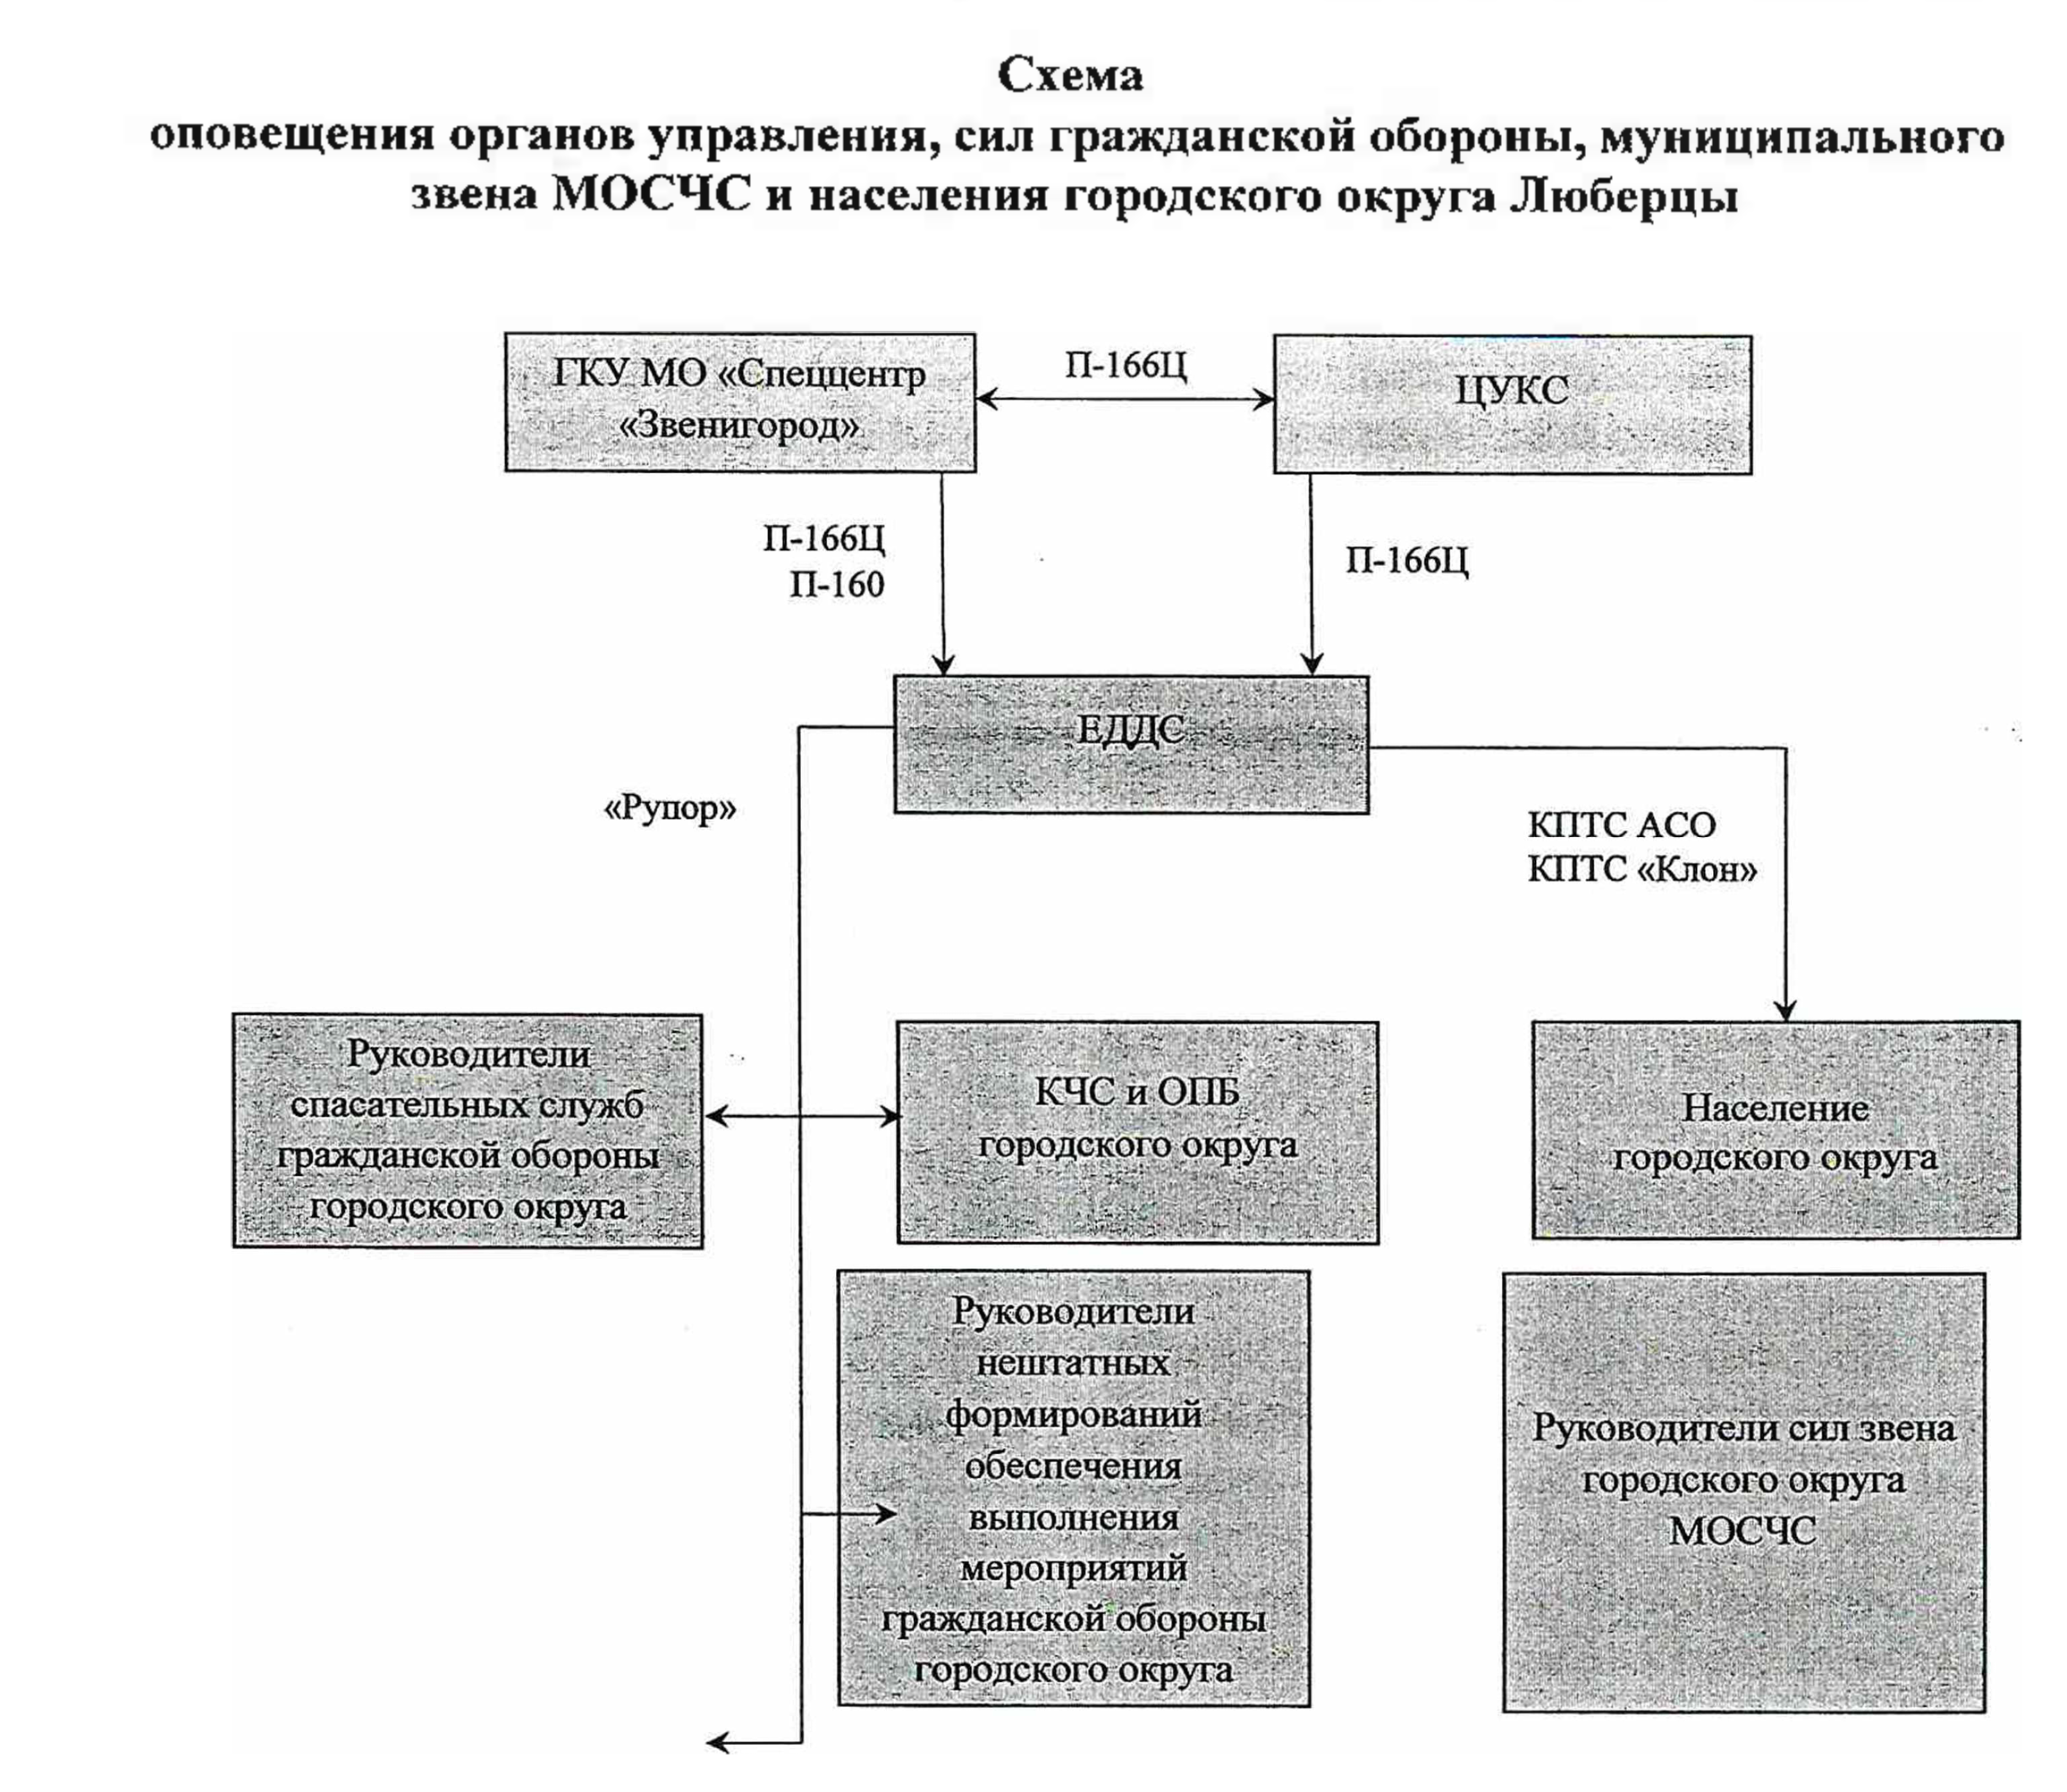 Схема
оповещения органов управления, сил гражданской обороны, муниципального
звена МОСЧС и населения городского округа Люберцы
ГКУ МО «Спеццентр
«Звенигород»
П-166Ц
ЦУКС
П-166Ц
П-160
П-166Ц
ЕДДС
«Рупор»
КПТС АСО
КПТС «Клон»
Руководители
спасательных служб
гражданской обороны
городского округа
КЧС и ОПБ
городского округа
Население
городского округа
Руководители
нештатных
формирований
обеспечения
выполнения
мероприятий
гражданской обороны
городского округа
Руководители сил звена
городского округа
МОСЧС